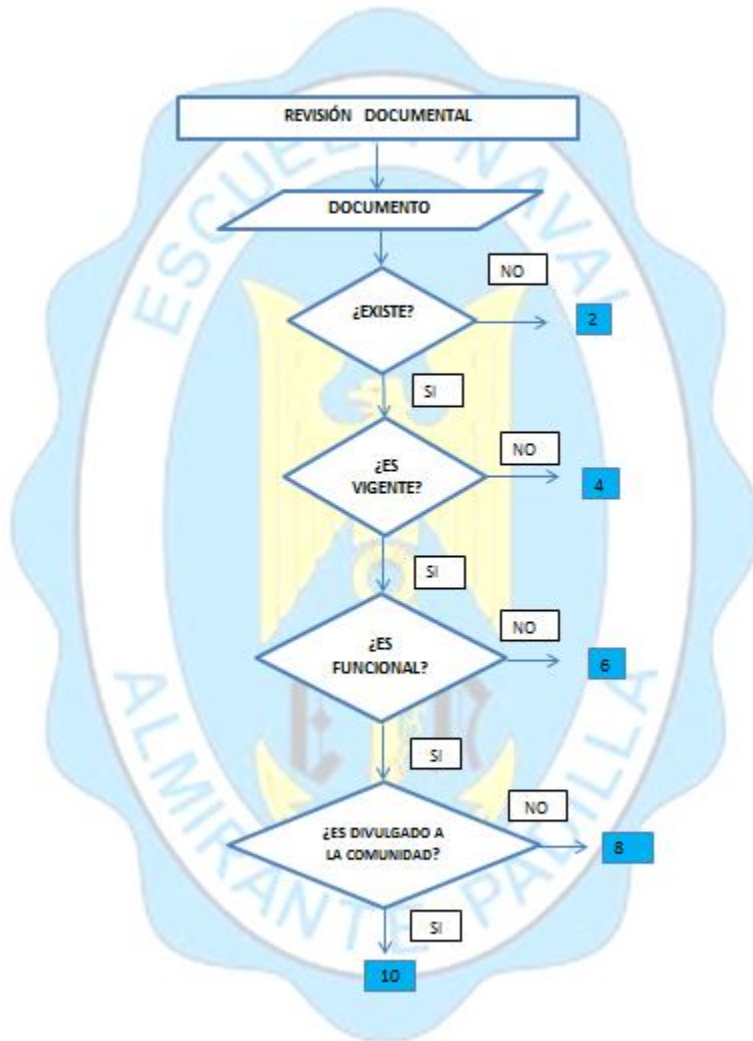 REVISIÓN DOCUMENTAL
DOCUMENTO
NO
¿EXISTE?
2
SI
¿ES
VIGENTE?
NO
4
SI
¿ES
FUNCIONAL?
NO
6
SI
¿ES DIVULGADO A
LA COMUNIDAD?
NO
8
SI
10
ESCUELA NAVAL
ALMIRANTE PADILLA
E N